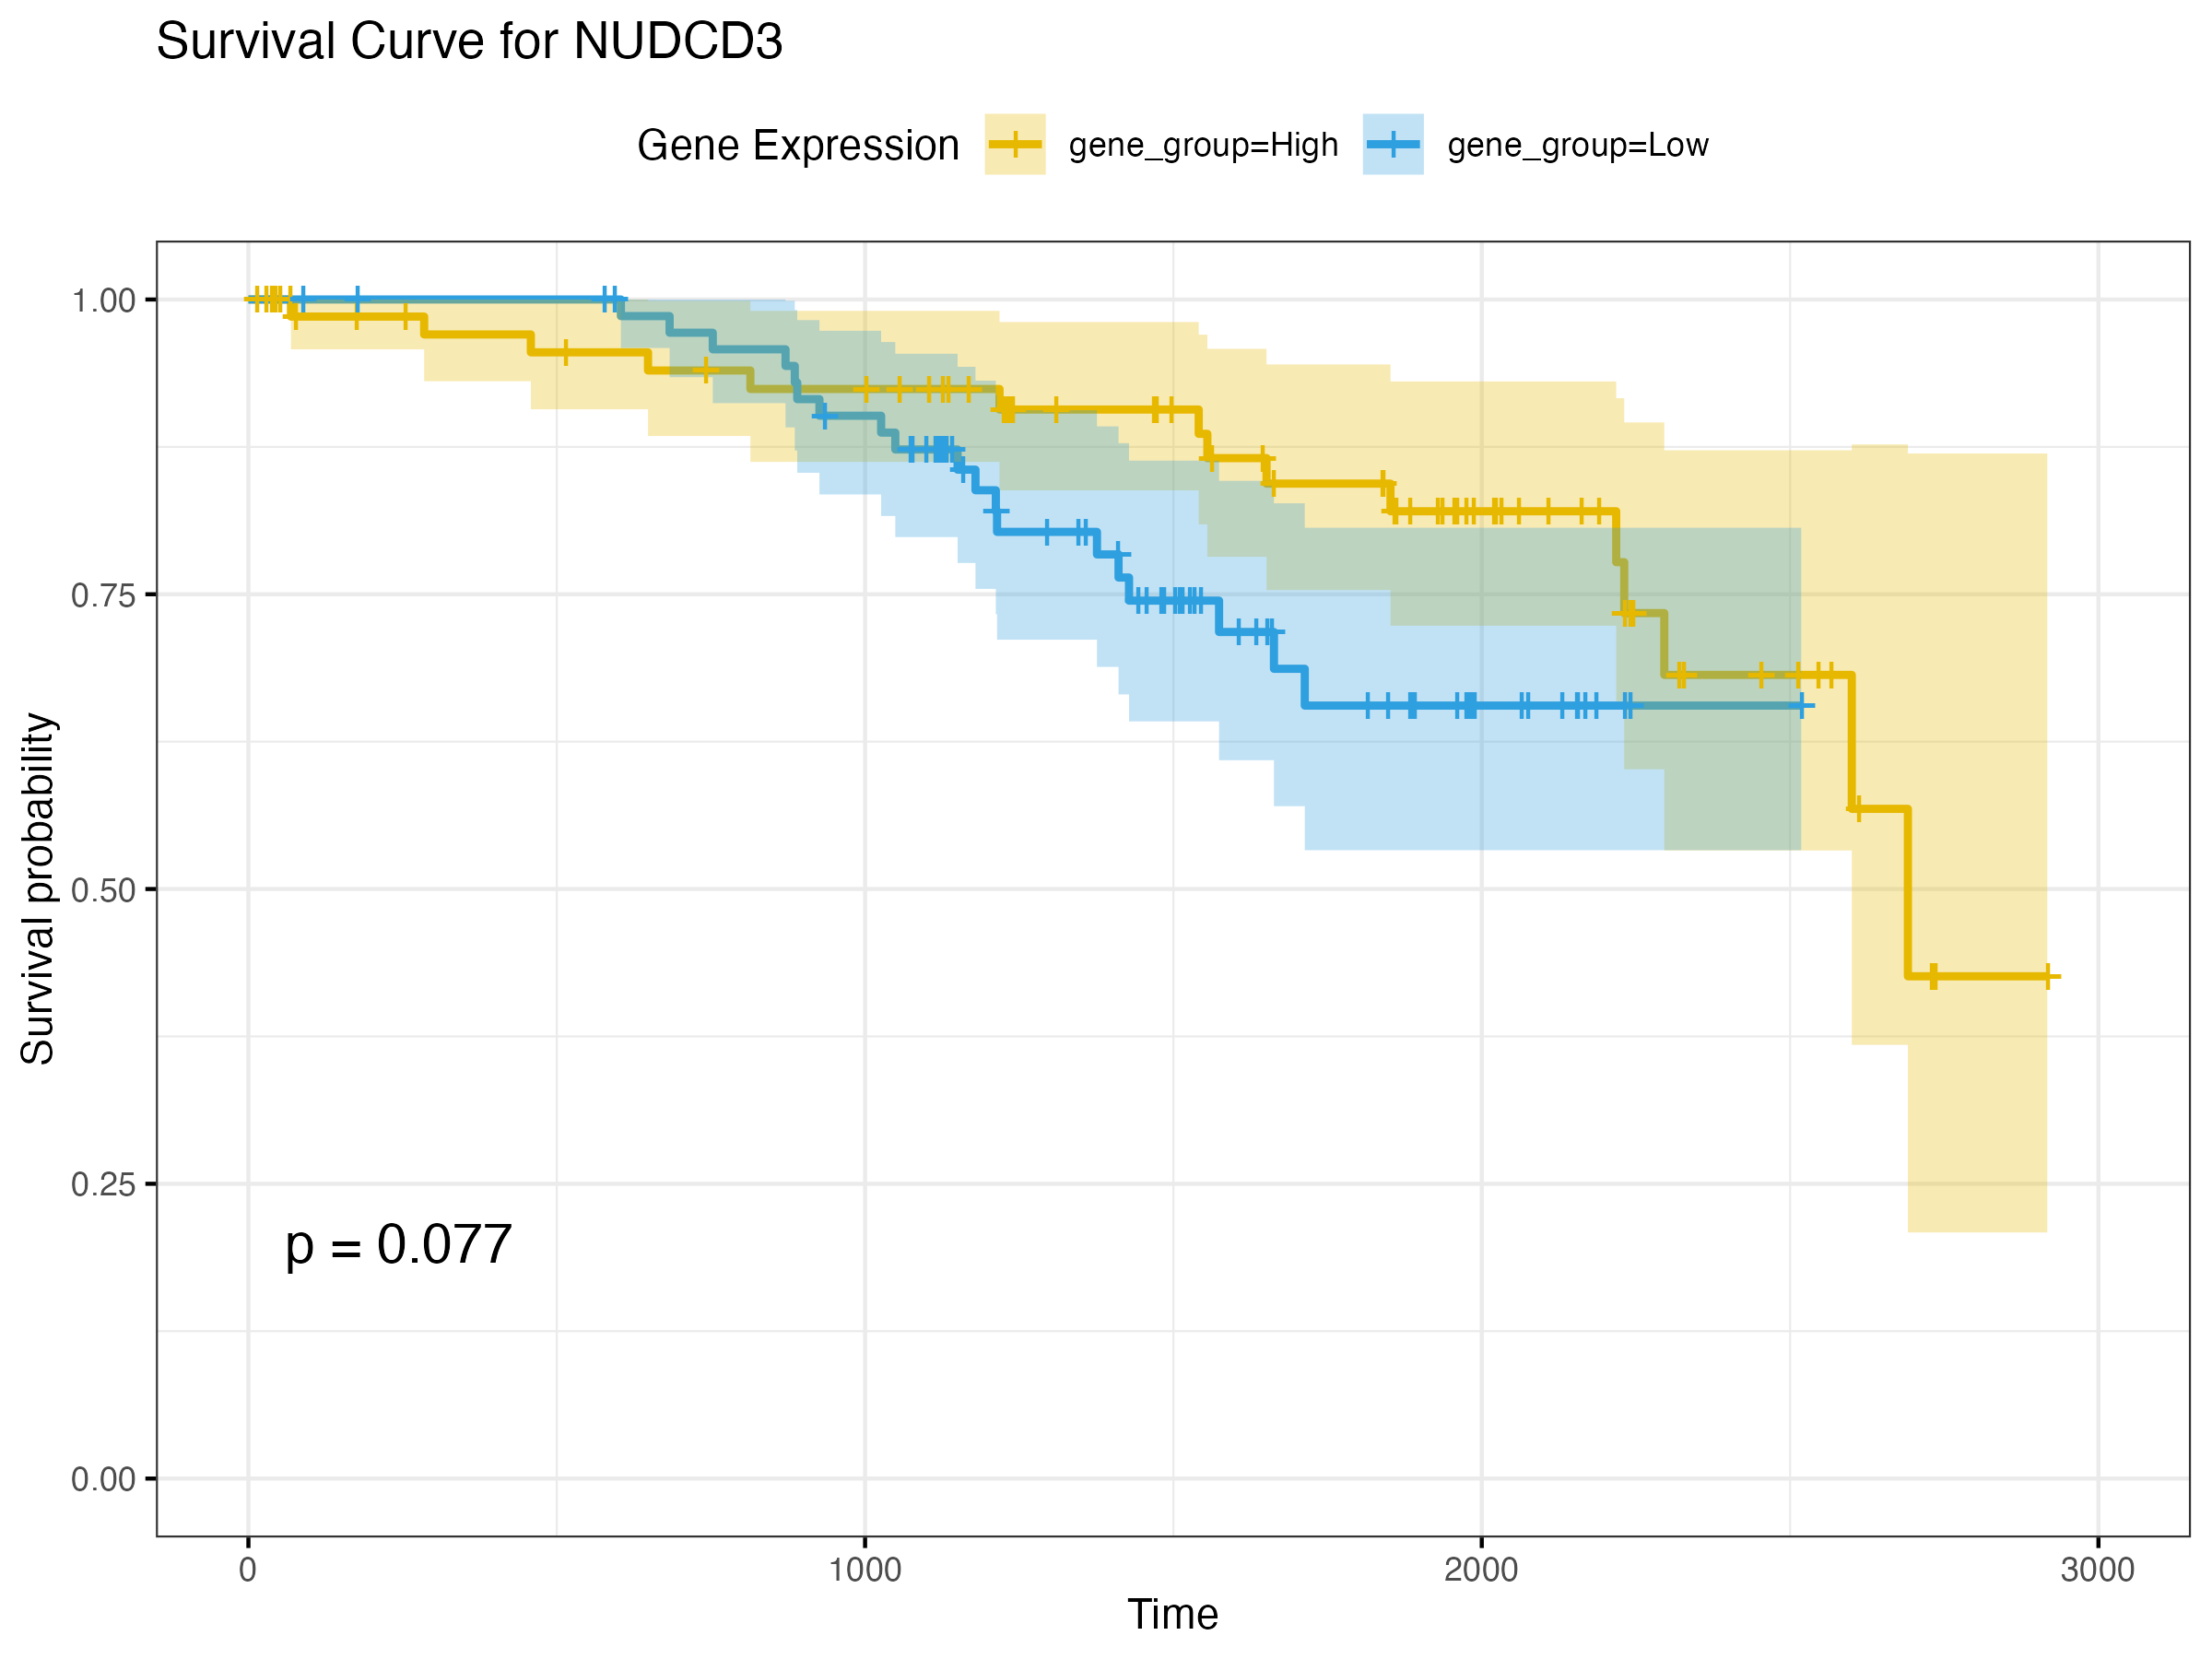 Survival Curve for NUDCD3
Gene Expression gene_group=High gene_group=Low
Survival probability
1.00
0.75
0.50
0.25
0.00
p = 0.077
0 1000 2000 3000
Time